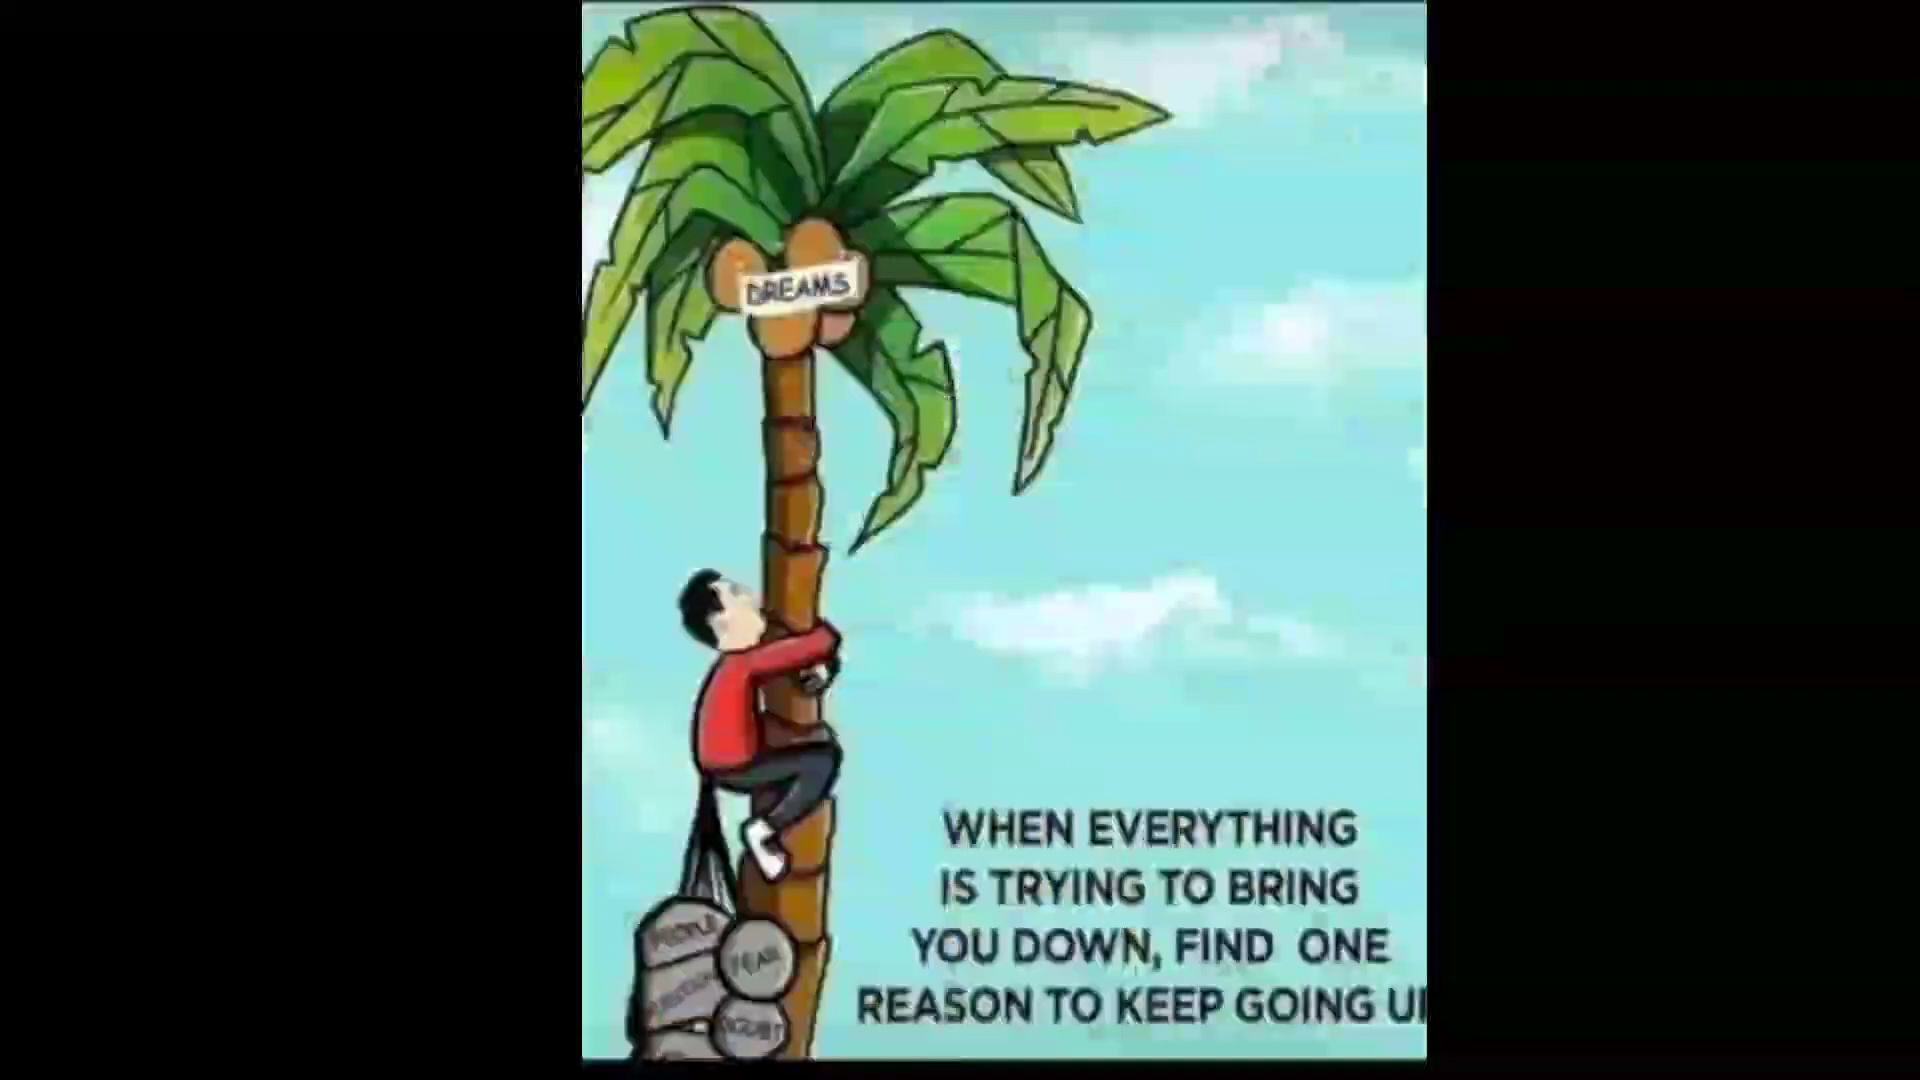 DREAMS
WHEN EVERYTHING
IS TRYING TO BRING
YOU DOWN, FIND ONE
REASON TO KEEP GOING
PEOPLE
FEAR
DOUBT